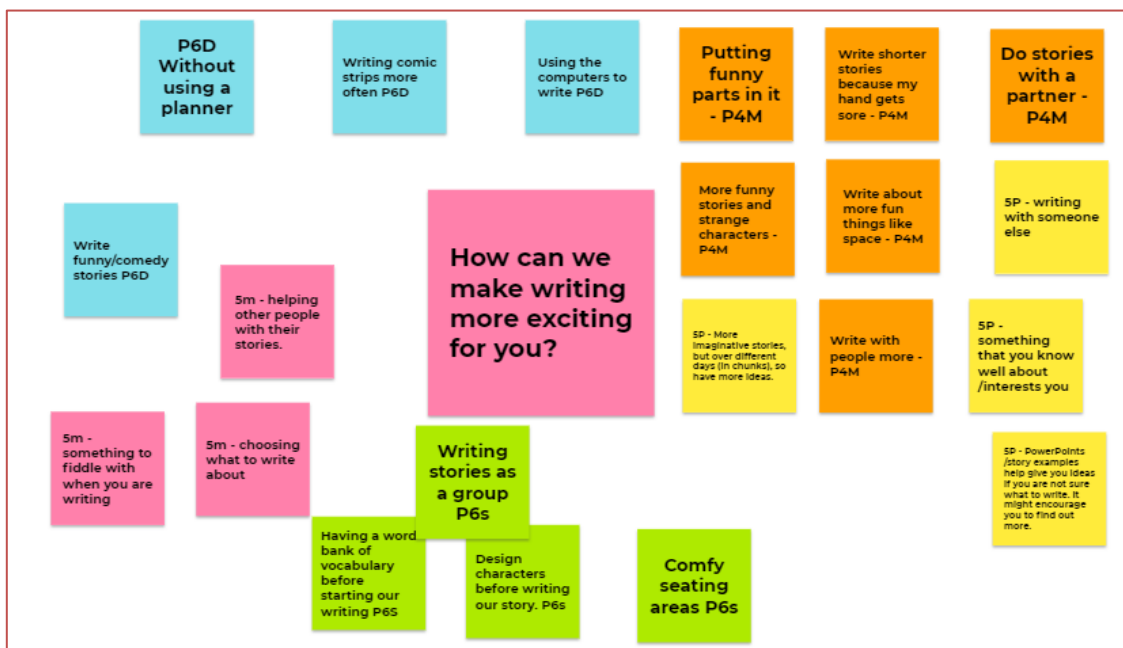 P6D
Without
using a
planner
Writing comic
strips more
often P6D
Using the
computers to
write P6D
Putting
funny
parts in it
- P4M
Write shorter
stories
because my
hand gets
sore - P4M
Do stories
with a
partner -
P4M
Write
funny/comedy
stories P6D
5m - helping
other people
with their
stories.
How can we
make writing
more exciting
for you?
More funny
stories and
strange
characters -
P4M
Write about
more fun
things like
space - P4M
5P - writing
with someone
else
5P - More
imaginative stories,
but over different
days (in chunks), so
have more ideas.
Write with
people more -
P4M
5P -
something
that you know
well about
/interests you
5m -
something to
fiddle with
when you are
writing
5m - choosing
what to write
about
Writing
stories as
a group
P6s
5P - PowerPoints
/story examples
help give you ideas
if you are not sure
what to write. It
might encourage
you to find out
more.
Having a word
bank of
vocabulary
before
starting our
writing P6S
Design
characters
before writing
our story. P6s
Comfy
seating
areas P6s